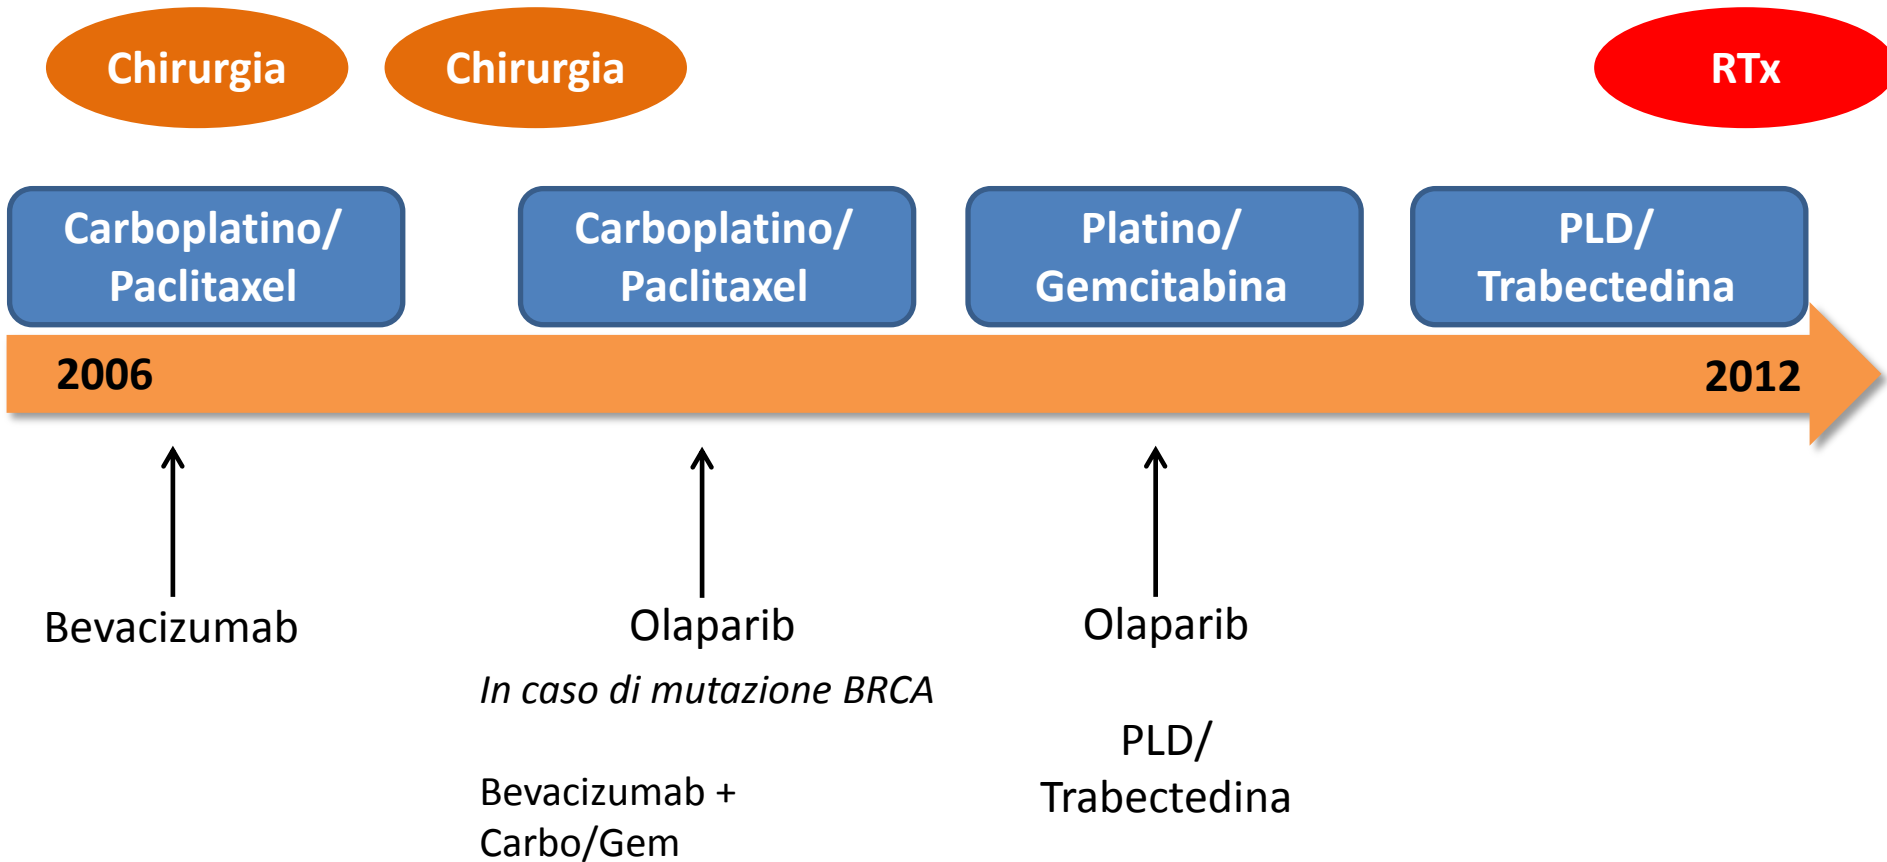 Chirurgia
Chirurgia
RTx
Carboplatino/
Paclitaxel
Carboplatino/
Paclitaxel
Platino/
Gemcitabina
PLD/
Trabectedina
2006
2012
Bevacizumab
Olaparib
In caso di mutazione BRCA
Bevacizumab +
Carbo/Gem
Olaparib
PLD/
Trabectedina